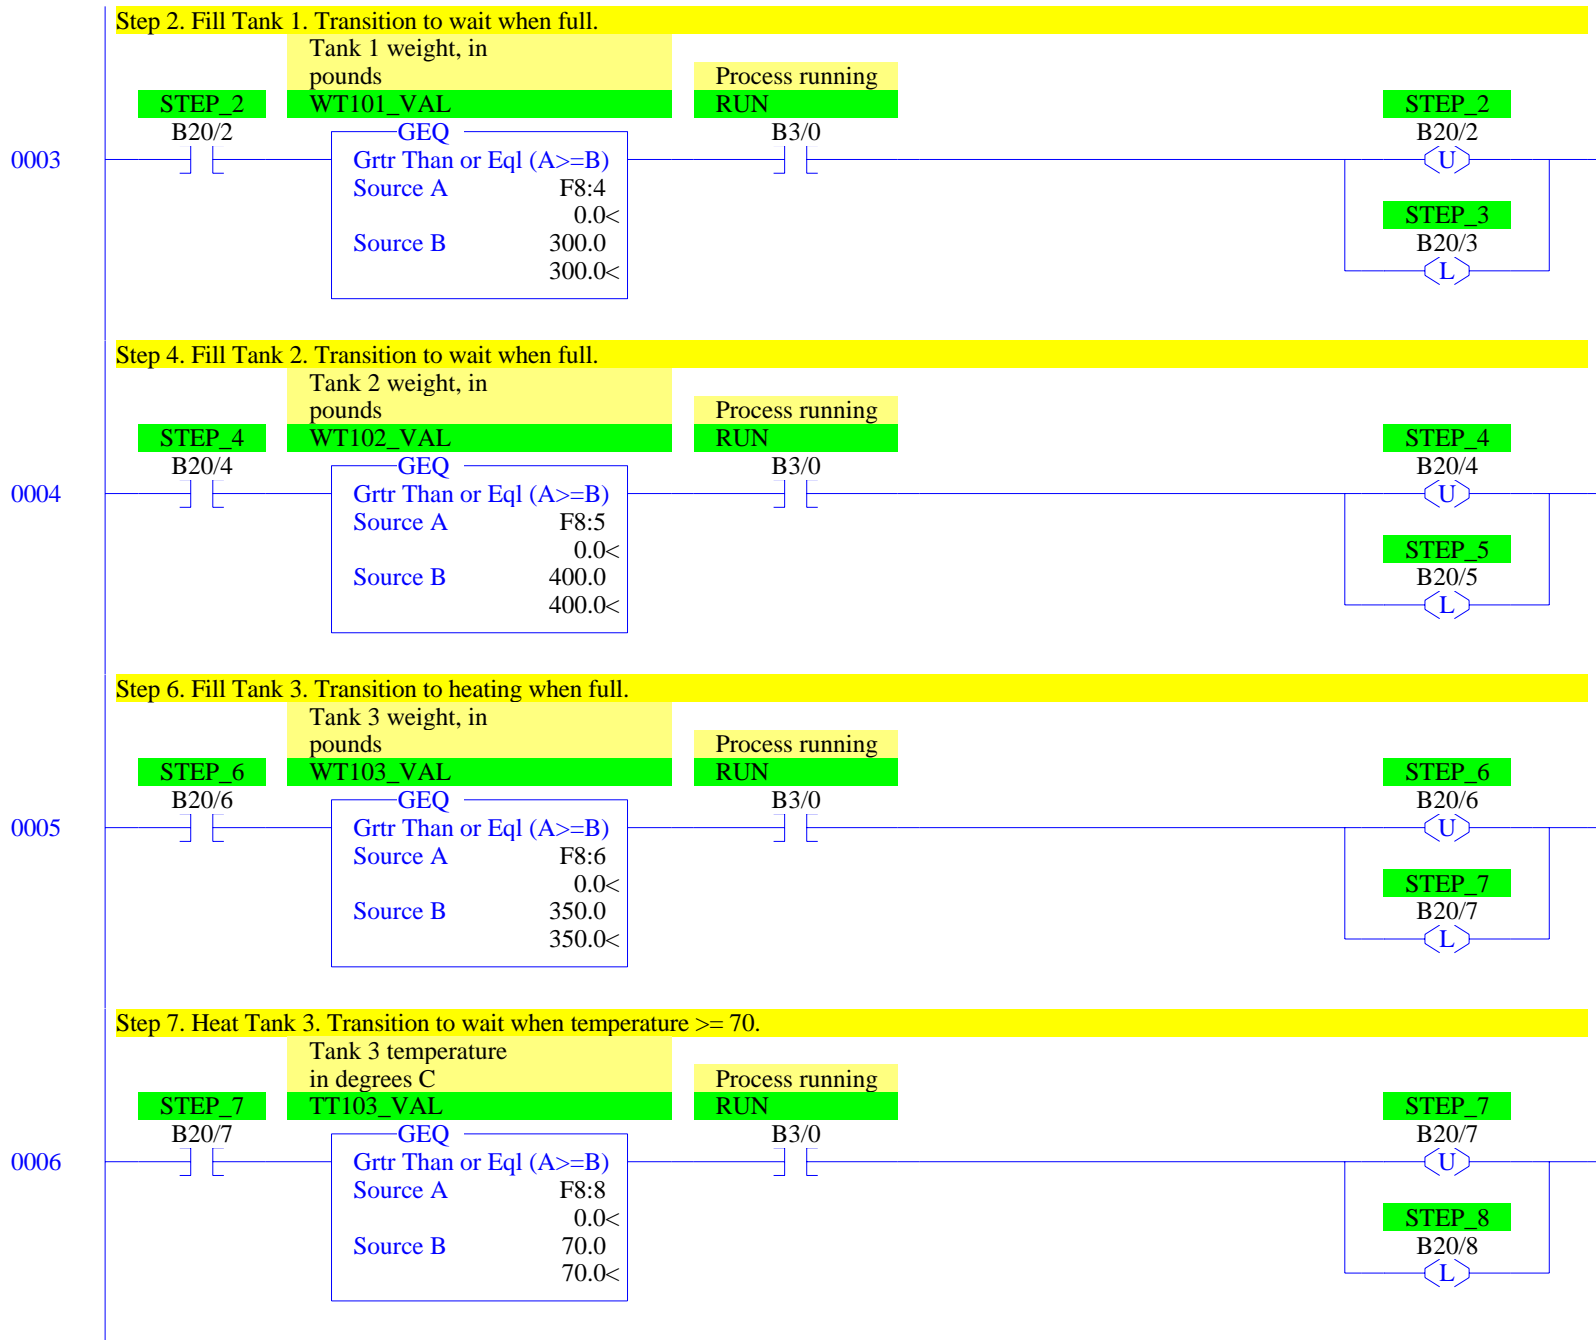 Step 2. Fill Tank 1. Transition to wait when full.
Tank 1 weight, in
pounds
Process running
STEP_2 WT101_VAL RUN STEP_2
B20/2 GEQ B3/0 B20/2
0003 Grtr Than or Eql (A>=B) U
Source A F8:4
0.0< STEP_3
Source B 300.0 B20/3
300.0< L
Step 4. Fill Tank 2. Transition to wait when full.
Tank 2 weight, in
pounds Process running
STEP_4 WT102_VAL RUN STEP_4
B20/4 GEQ B3/0 B20/4
0004 Grtr Than or Eql (A>=B) U
Source A F8:5
0.0< STEP_5
Source B 400.0 B20/5
400.0< L
Step 6. Fill Tank 3. Transition to heating when full.
Tank 3 weight, in
pounds Process running
STEP_6 WT103_VAL RUN STEP_6
B20/6 GEQ B3/0 B20/6
0005 Grtr Than or Eql (A>=B) U
Source A F8:6
0.0< STEP_7
Source B 350.0 B20/7
350.0< L
Step 7. Heat Tank 3. Transition to wait when temperature >= 70.
Tank 3 temperature
in degrees C Process running
STEP_7 TT103_VAL RUN STEP_7
B20/7 GEQ B3/0 B20/7
0006 Grtr Than or Eql (A>=B) U
Source A F8:8
0.0< STEP_8
Source B 70.0 B20/8
70.0< L